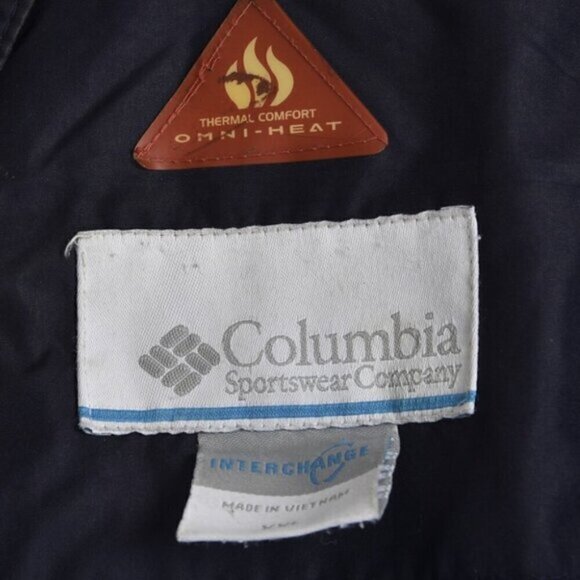 THERMAL COMFORT
OMNI-HEAT
Columbia
Sportswear Company
INTERCHANGE
MADE IN VIETNAM